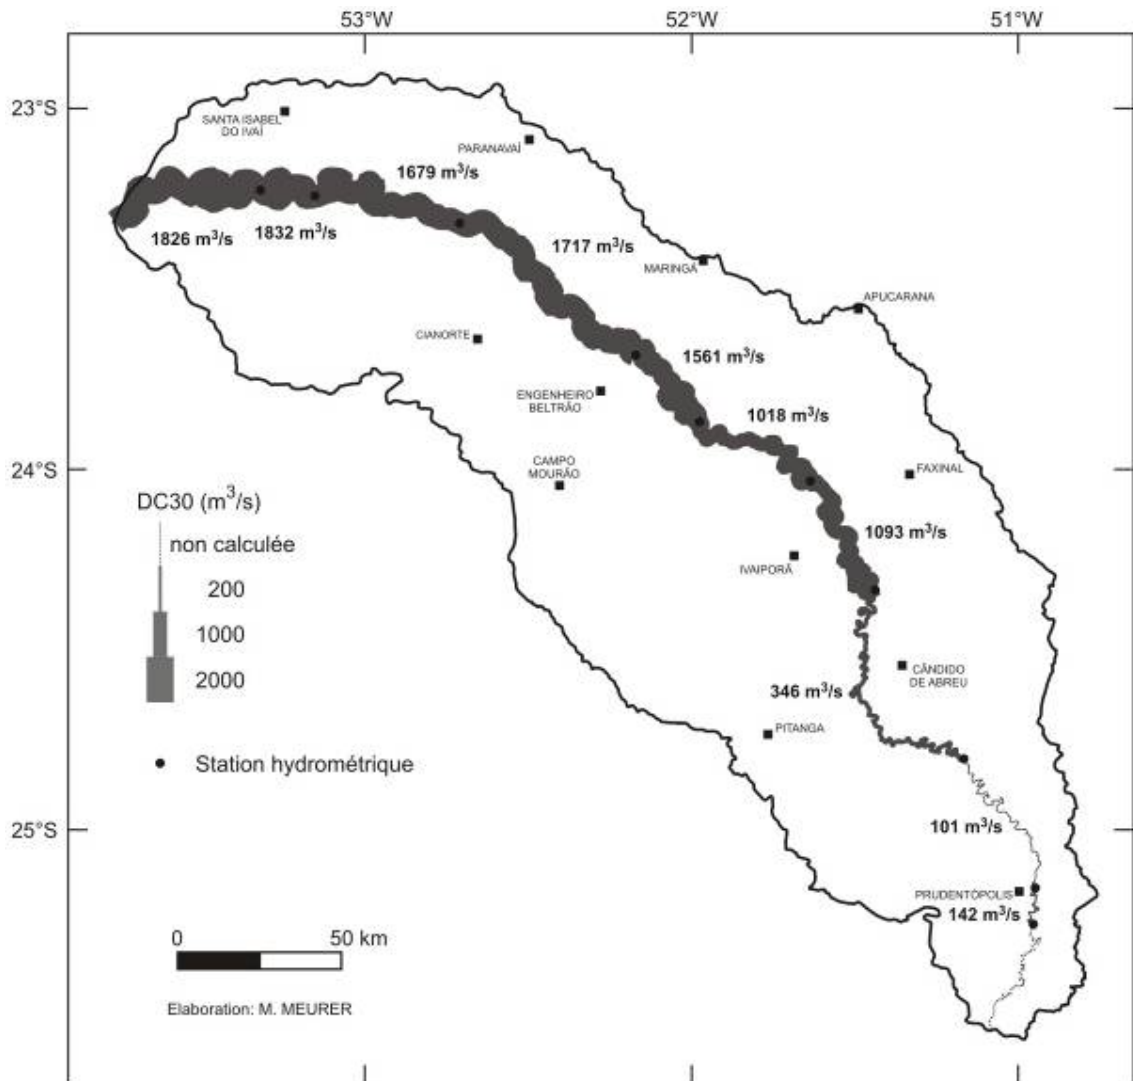 53°W
52°W
51°W
23°S
SANTA ISABEL
DO IVAÍ
PARANAVAÍ
1679 m³/s
1826 m³/s
1832 m³/s
1717 m³/s
MARINGÁ
APUCARANA
CIANORTE
1561 m³/s
ENGENHEIRO
BELTRÃO
1018 m³/s
24°S
CAMPO
MOURÃO
FAXINAL
DC30 (m³/s)
non calculée
200
1000
2000
1093 m³/s
IVAIPORÃ
CÂNDIDO
DE ABREU
346 m³/s
PITANGA
Station hydrométrique
25°S
101 m³/s
PRUDENTÓPOLIS
142 m³/s
0
50 km
Elaboration: M. MEURER